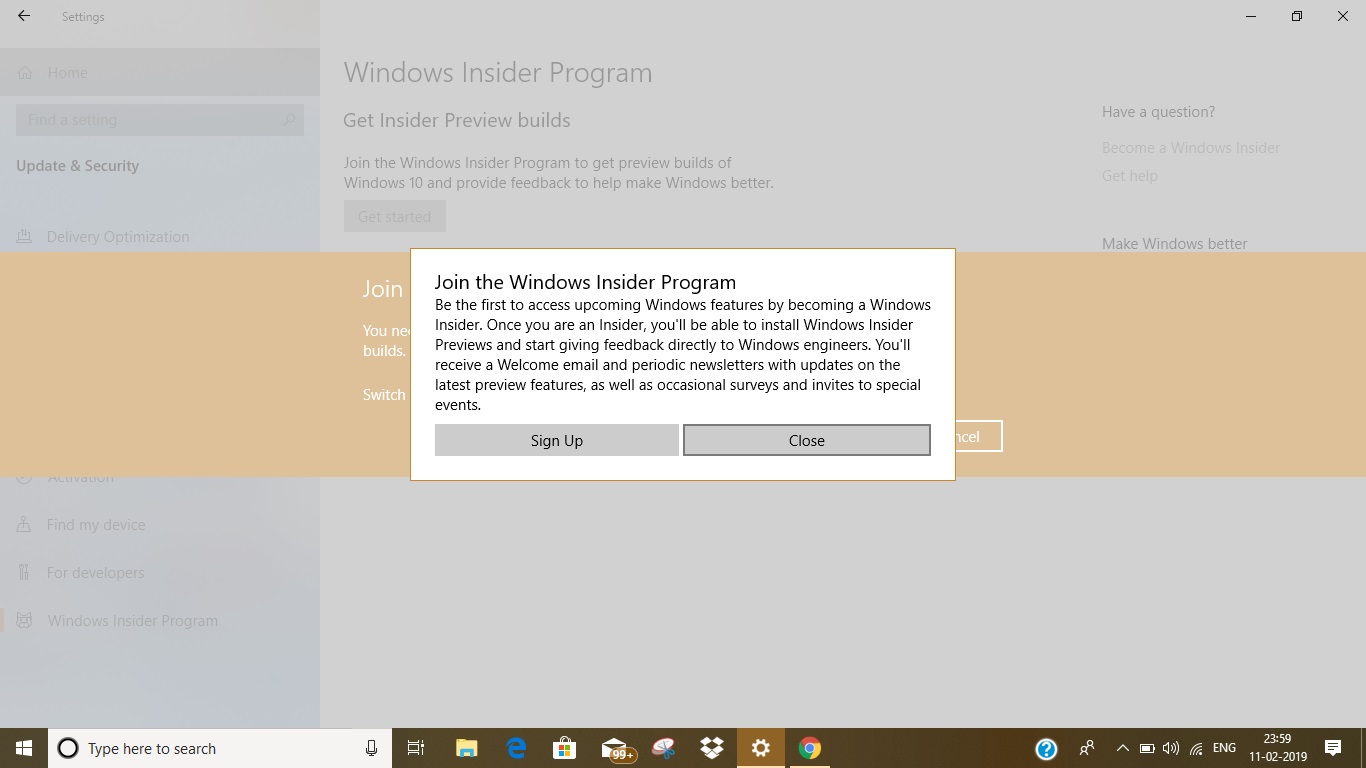 Settings
Home
Find a setting
Update & Security
Delivery Optimization
Activation
Find my device
For developers
Windows Insider Program
Windows Insider Program
Get Insider Preview builds
Join the Windows Insider Program to get preview builds of
Windows 10 and provide feedback to help make Windows better.
Get started
Have a question?
Become a Windows Insider
Get help
Make Windows better
Join
You
builds.
Switch
Join the Windows Insider Program
Be the first to access upcoming Windows features by becoming a Windows
Insider. Once you are an Insider, you'll be able to install Windows Insider
Previews and start giving feedback directly to Windows engineers. You'll
receive a Welcome email and periodic newsletters with updates on the
latest preview features, as well as occasional surveys and invites to special
events.
Sign Up
Close
ncel
Type here to search
99+
ENG
23:59
11-02-2019